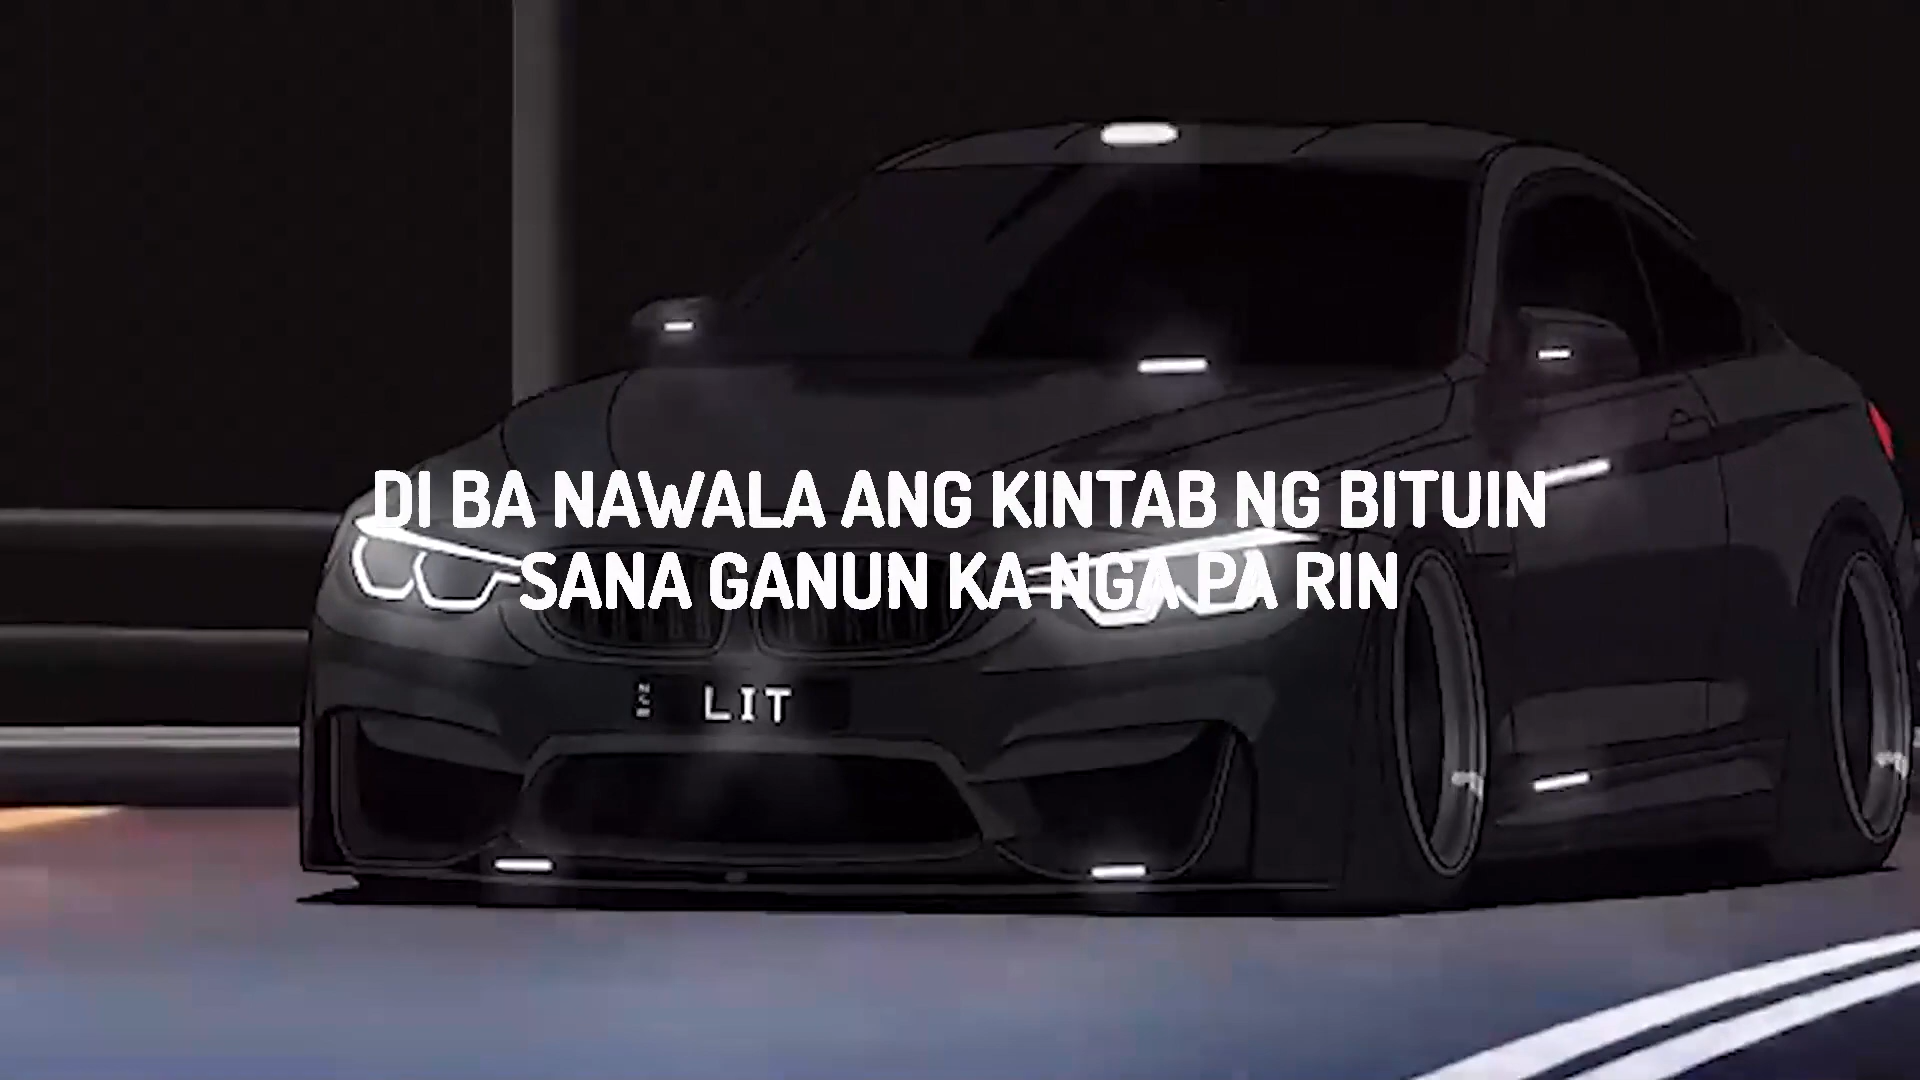 DI BA NAWALA ANG KINTAB NG BITUIN
SANA GANUN KA NGA PA RIN
LIT